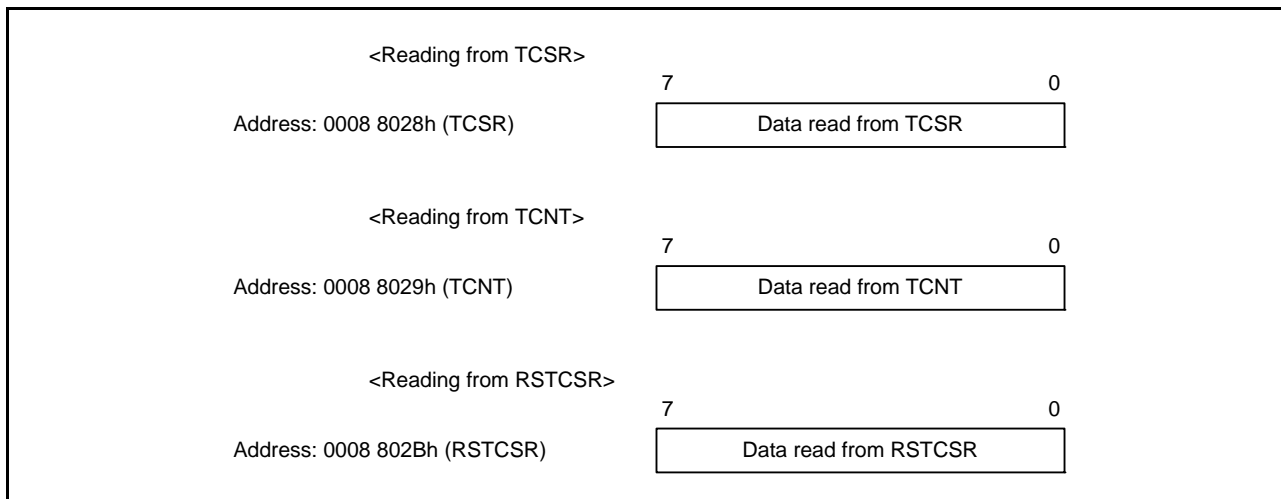 <Reading from TCSR>
7 0
Address: 0008 8028h (TCSR) Data read from TCSR
<Reading from TCNT>
7 0
Address: 0008 8029h (TCNT) Data read from TCNT
<Reading from RSTCSR>
7 0
Address: 0008 802Bh (RSTCSR) Data read from RSTCSR